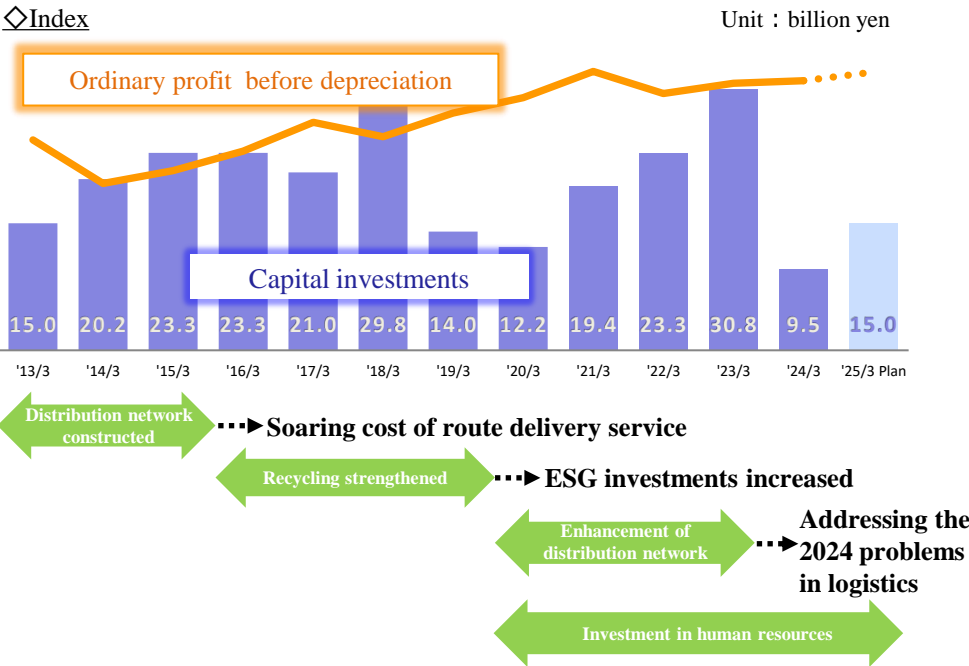 ◇Index
Unit：billion yen
Ordinary profit before depreciation
Capital investments
15.0 20.2 23.3 23.3 21.0 29.8 14.0 12.2 19.4 23.3 30.8 9.5 15.0
'13/3 '14/3 '15/3 '16/3 '17/3 '18/3 '19/3 '20/3 '21/3 '22/3 '23/3 '24/3 '25/3 Plan
Distribution network
constructed
Soaring cost of route delivery service
Recycling strengthened
ESG investments increased
Enhancement of
distribution network
Addressing the
2024 problems
in logistics
Investment in human resources